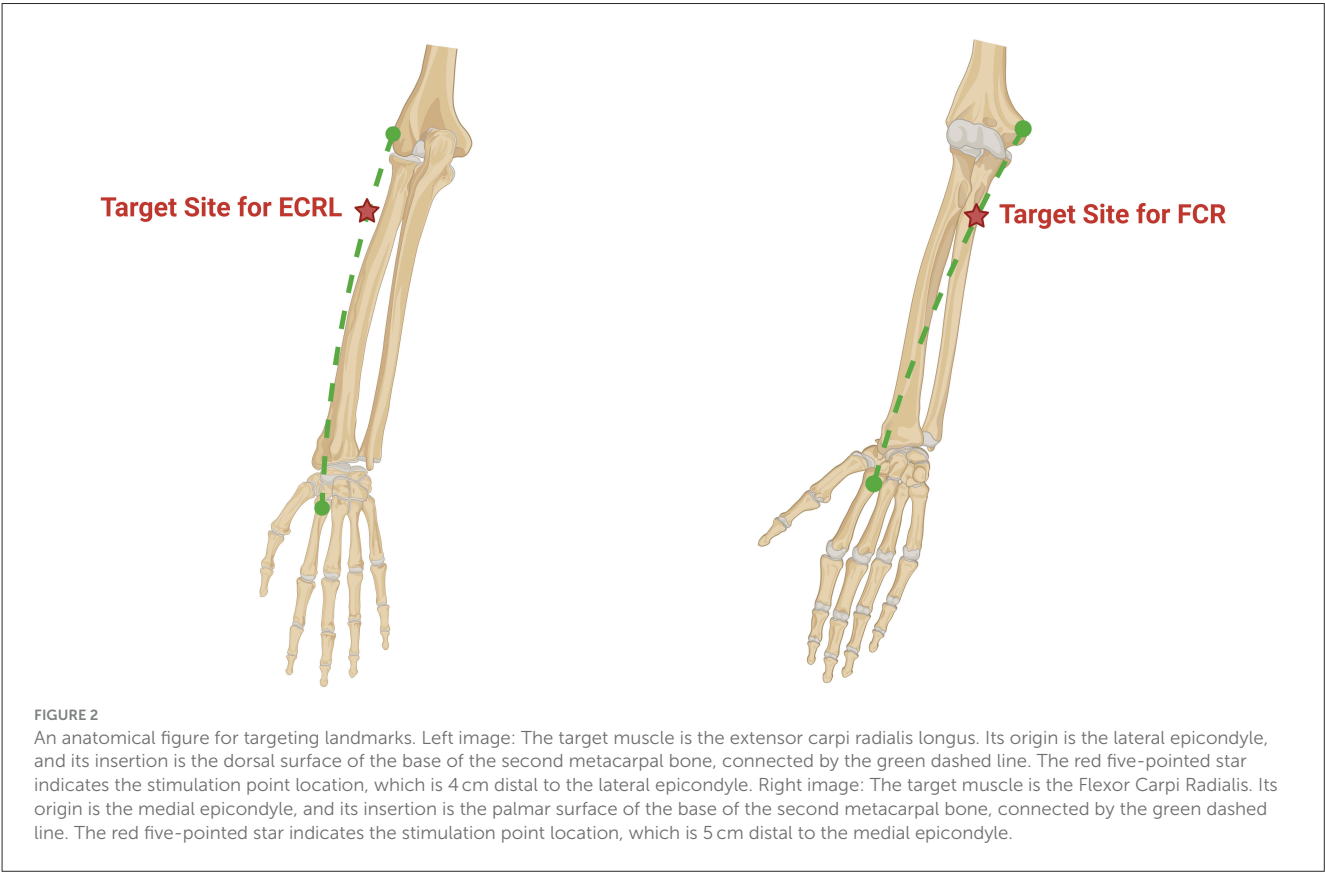 Target Site for ECRL
Target Site for FCR
FIGURE 2
An anatomical figure for targeting landmarks. Left image: The target muscle is the extensor carpi radialis longus. Its origin is the lateral epicondyle,
and its insertion is the dorsal surface of the base of the second metacarpal bone, connected by the green dashed line. The red five-pointed star
indicates the stimulation point location, which is 4 cm distal to the lateral epicondyle. Right image: The target muscle is the Flexor Carpi Radialis. Its
origin is the medial epicondyle, and its insertion is the palmar surface of the base of the second metacarpal bone, connected by the green dashed
line. The red five-pointed star indicates the stimulation point location, which is 5 cm distal to the medial epicondyle.